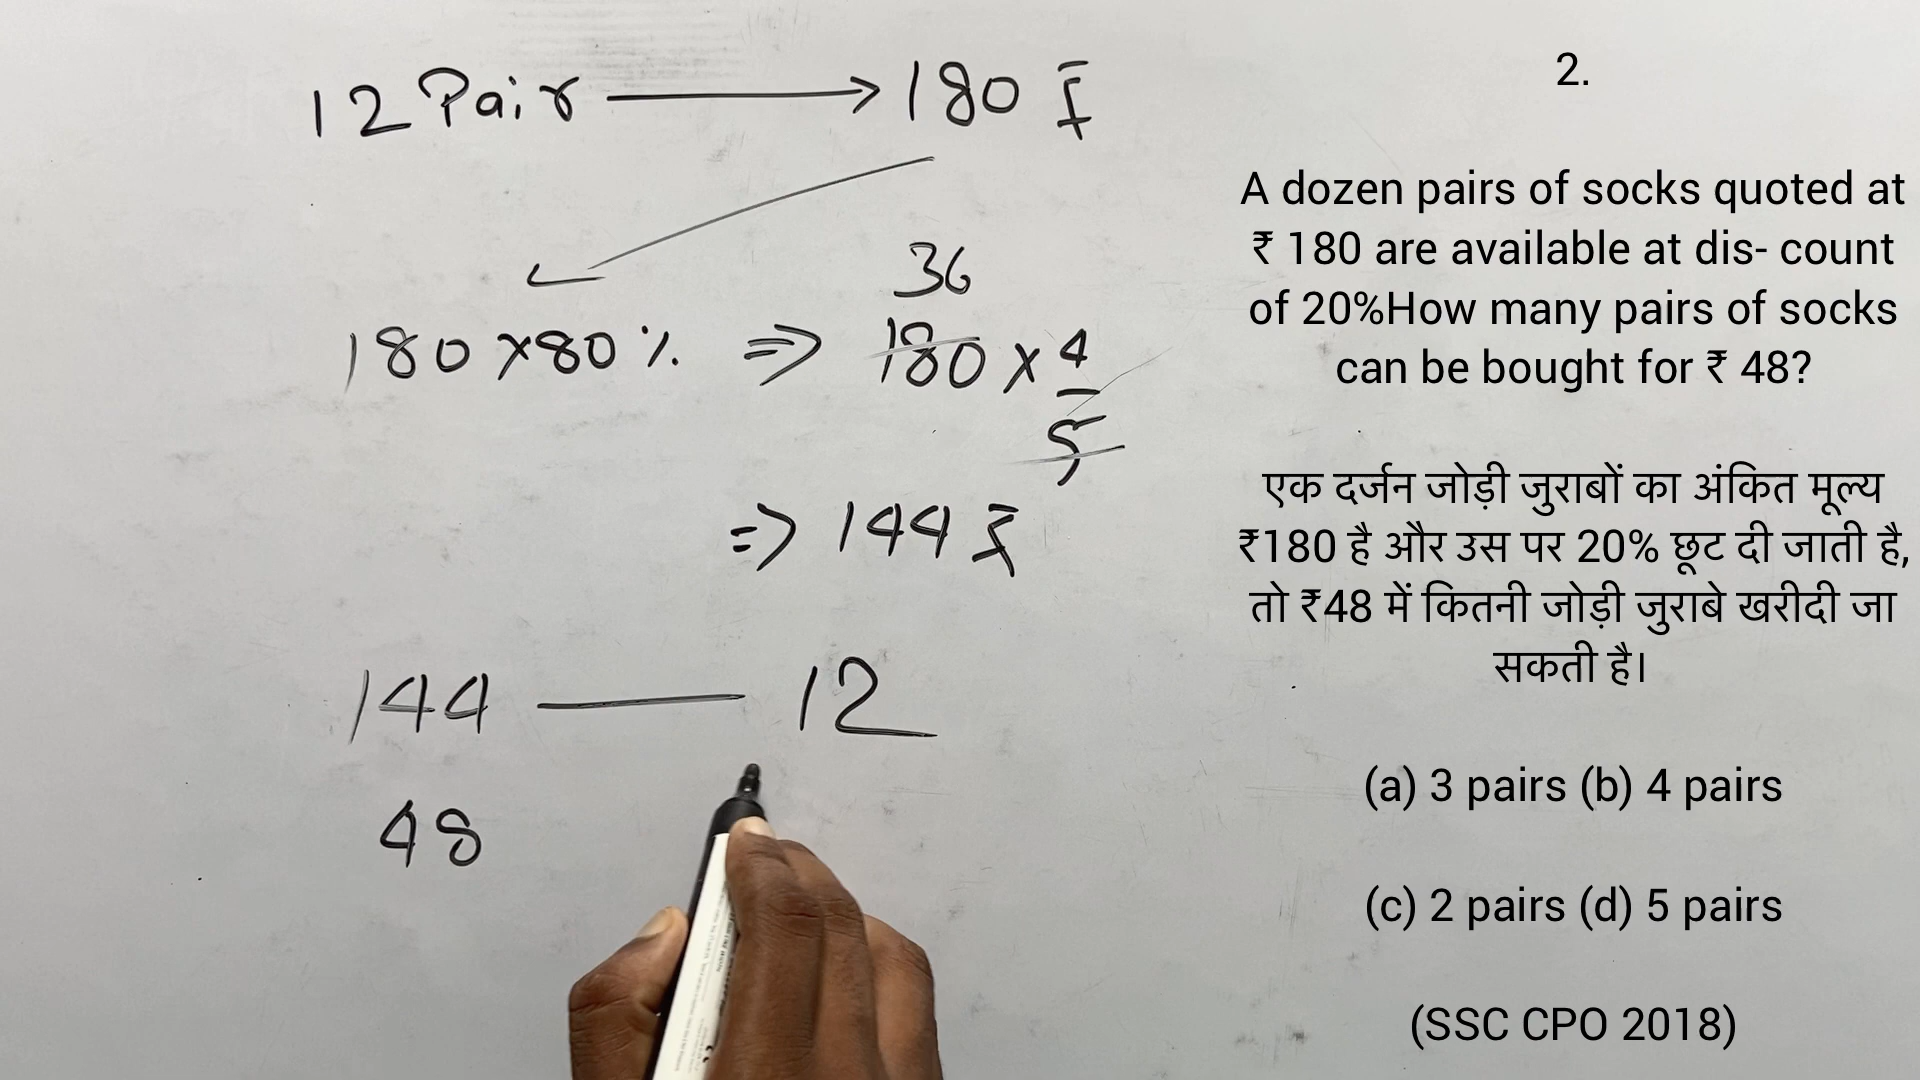 12 Pair → 180 ₹
36
180 × 80 % ⇒ 180 × 4/5
⇒ 144 ₹
144 — 12
48
2.
A dozen pairs of socks quoted at
₹ 180 are available at dis- count
of 20%How many pairs of socks
can be bought for ₹ 48?
एक दर्जन जोड़ी जुराबों का अंकित मूल्य
₹180 है और उस पर 20% छूट दी जाती है,
तो ₹48 में कितनी जोड़ी जुराबे खरीदी जा
सकती है।
(a) 3 pairs (b) 4 pairs
(c) 2 pairs (d) 5 pairs
(SSC CPO 2018)